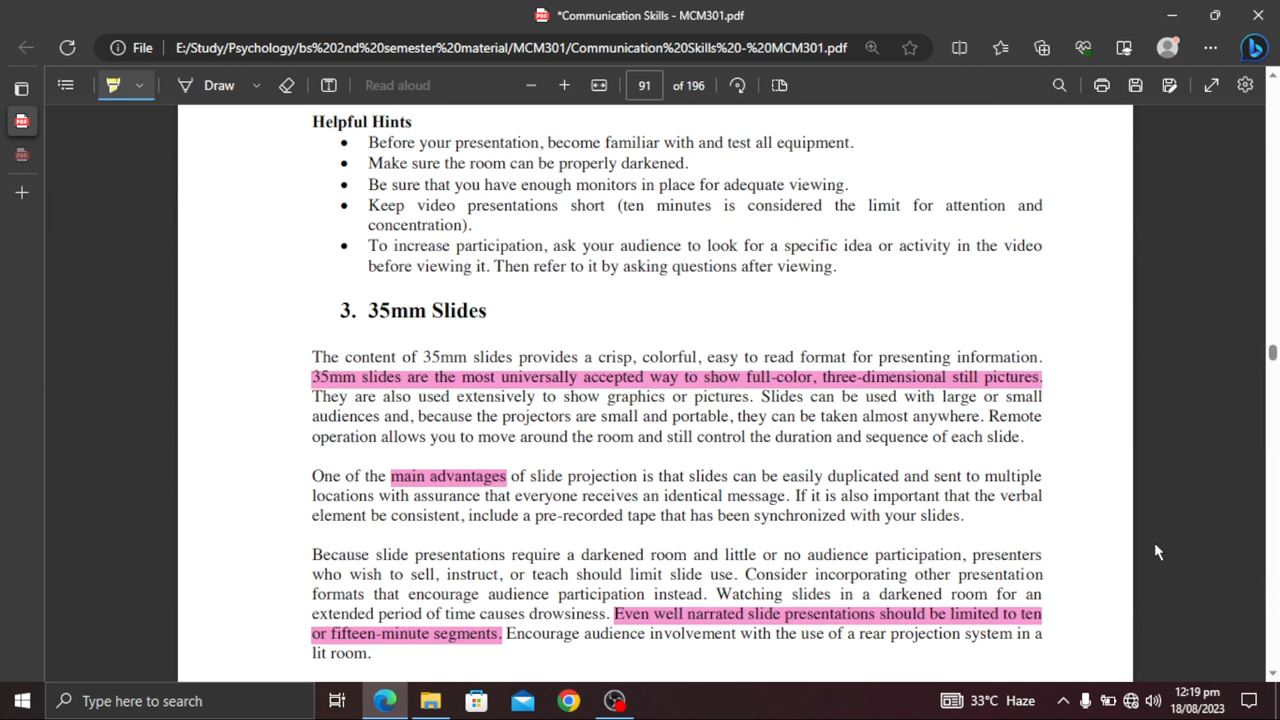 *Communication Skills - MCM301.pdf
File E:/Study/Psychology/bs%202nd%20semester%20material/MCM301/Communication%20Skills%20-%20MCM301.pdf
Draw Read aloud 91 of 196
Helpful Hints
• Before your presentation, become familiar with and test all equipment.
• Make sure the room can be properly darkened.
• Be sure that you have enough monitors in place for adequate viewing.
• Keep video presentations short (ten minutes is considered the limit for attention and
concentration).
• To increase participation, ask your audience to look for a specific idea or activity in the video
before viewing it. Then refer to it by asking questions after viewing.
3. 35mm Slides
The content of 35mm slides provides a crisp, colorful, easy to read format for presenting information.
35mm slides are the most universally accepted way to show full-color, three-dimensional still pictures.
They are also used extensively to show graphics or pictures. Slides can be used with large or small
audiences and, because the projectors are small and portable, they can be taken almost anywhere. Remote
operation allows you to move around the room and still control the duration and sequence of each slide.
One of the main advantages of slide projection is that slides can be easily duplicated and sent to multiple
locations with assurance that everyone receives an identical message. If it is also important that the verbal
element be consistent, include a pre-recorded tape that has been synchronized with your slides.
Because slide presentations require a darkened room and little or no audience participation, presenters
who wish to sell, instruct, or teach should limit slide use. Consider incorporating other presentation
formats that encourage audience participation instead. Watching slides in a darkened room for an
extended period of time causes drowsiness. Even well narrated slide presentations should be limited to ten
or fifteen-minute segments. Encourage audience involvement with the use of a rear projection system in a
lit room.
Type here to search
33°C Haze
12:19 pm
18/08/2023